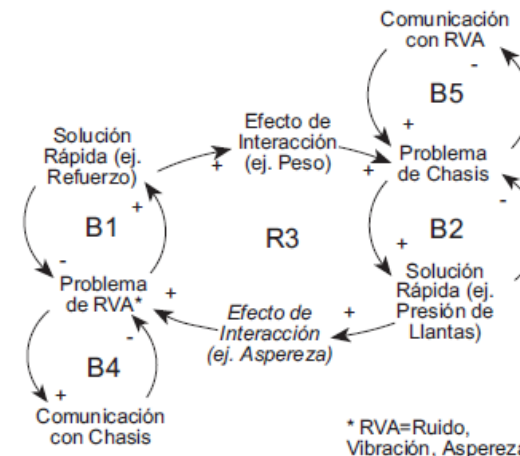 Comunicación
con RVA
-
B5
+
Efecto de
Interacción
(ej. Peso)
+
+
Solución
Rápida (ej.
Refuerzo)
+
B1
-
Problema
de Chasis
-
B2
+
R3
Solución
Rápida (ej.
Presión de
Llantas)
+
Problema
de RVA*
+
Efecto de
Interacción
(ej. Aspereza)
-
B4
+
Comunicación
con Chasis
* RVA=Ruido,
Vibración, Aspereza